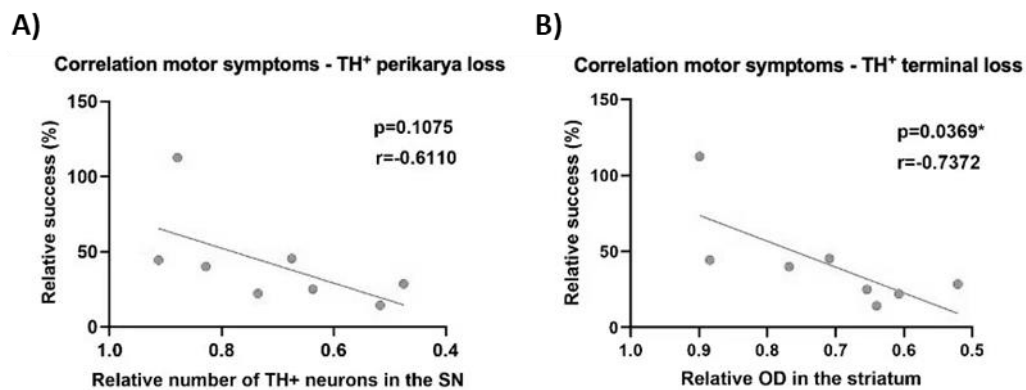 A)
Correlation motor symptoms - TH⁺ perikarya loss
150
100
50
0
Relative success (%)
p=0.1075
r=-0.6110
1.0 0.8 0.6 0.4
Relative number of TH+ neurons in the SN
B)
Correlation motor symptoms - TH⁺ terminal loss
150
100
50
0
Relative success (%)
p=0.0369*
r=-0.7372
1.0 0.9 0.8 0.7 0.6 0.5
Relative OD in the striatum